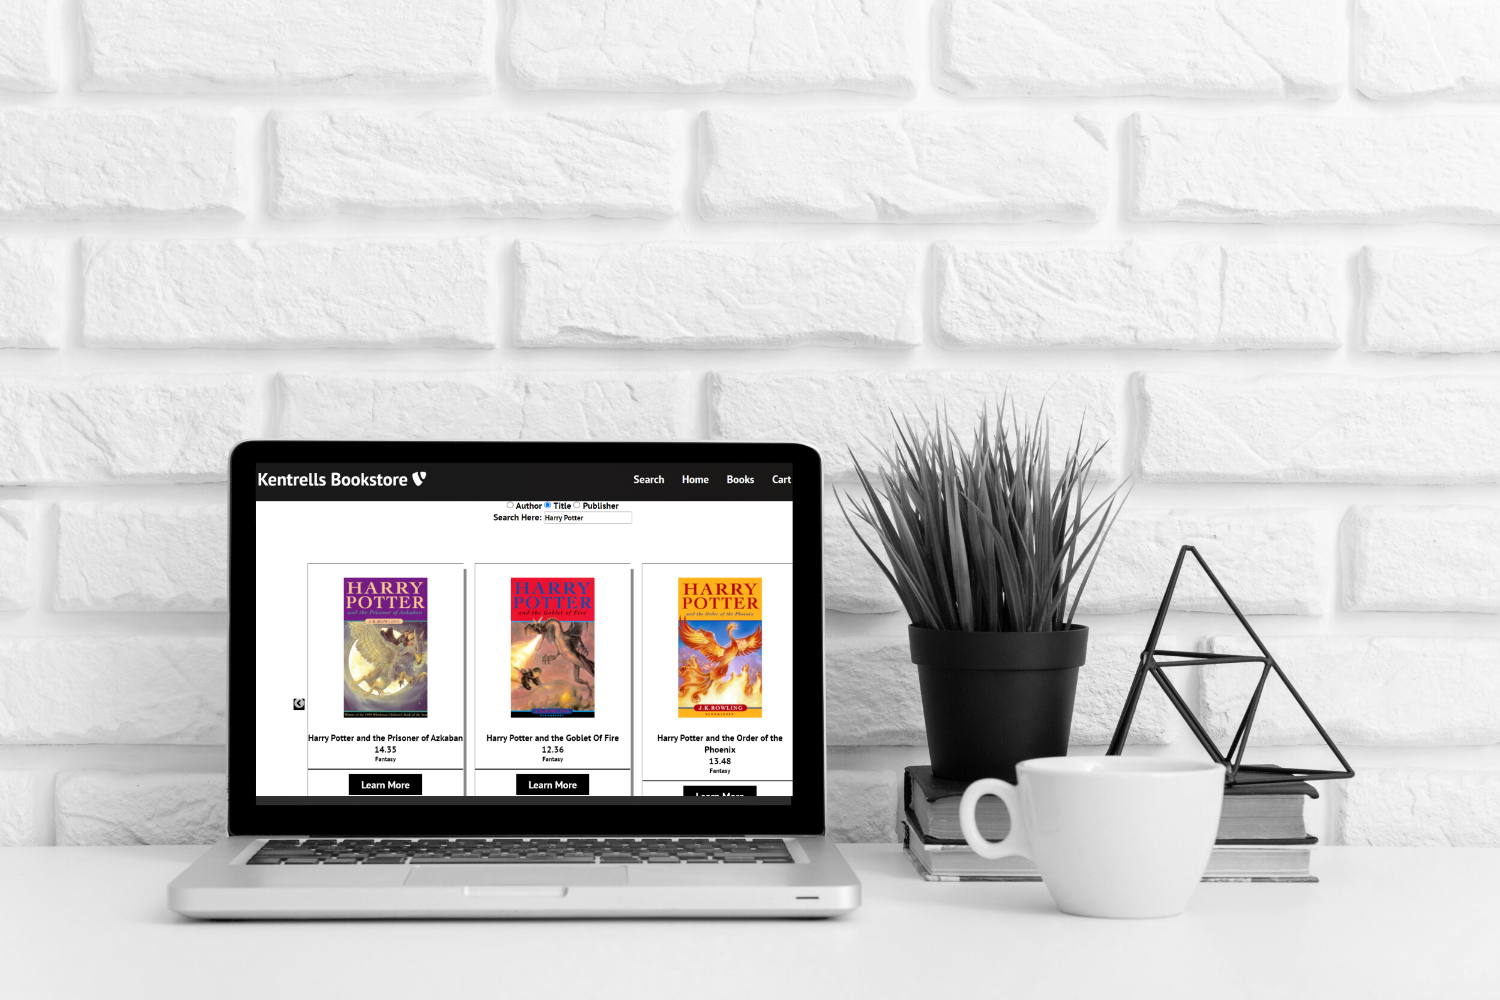 Kentrells Bookstore
Search Home Books Cart
Author Title Publisher
Search Here: Harry Potter
HARRY
POTTER
and the Prisoner of Azkaban
J.K.ROWLING
HARRY
POTTER
and the Goblet of Fire
HARRY
POTTER
and the Order of the Phoenix
J.K.ROWLING
BLOOMSBURY
Harry Potter and the Prisoner of Azkaban
14.35
Fantasy
Learn More
Harry Potter and the Goblet Of Fire
12.36
Fantasy
Learn More
Harry Potter and the Order of the
Phoenix
13.48
Fantasy
Learn More